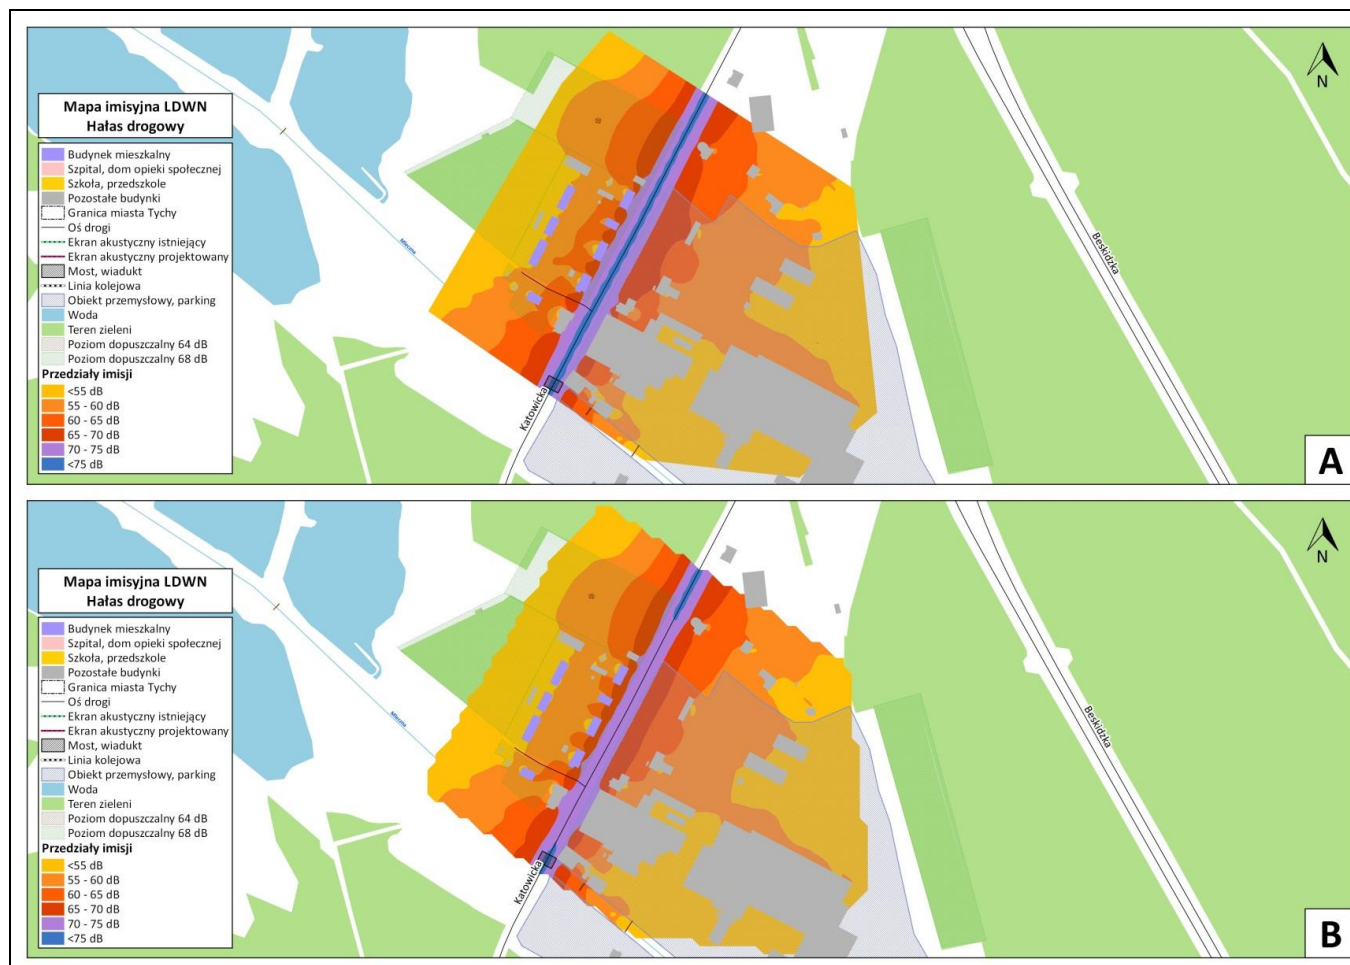 Mapa imisyjna LDWN
Hałas drogowy
Budynek mieszkalny
Szpital, dom opieki społecznej
Szkoła, przedszkole
Pozostałe budynki
Granica miasta Tychy
Oś drogi
Ekran akustyczny istniejący
Ekran akustyczny projektowany
Most, wiadukt
Linia kolejowa
Obiekt przemysłowy, parking
Woda
Teren zieleni
Poziom dopuszczalny 64 dB
Poziom dopuszczalny 68 dB
Przedziały imisji
<55 dB
55 - 60 dB
60 - 65 dB
65 - 70 dB
70 - 75 dB
<75 dB
Mleczna
Katowicka
Beskidzka
N
A
Mapa imisyjna LDWN
Hałas drogowy
Budynek mieszkalny
Szpital, dom opieki społecznej
Szkoła, przedszkole
Pozostałe budynki
Granica miasta Tychy
Oś drogi
Ekran akustyczny istniejący
Ekran akustyczny projektowany
Most, wiadukt
Linia kolejowa
Obiekt przemysłowy, parking
Woda
Teren zieleni
Poziom dopuszczalny 64 dB
Poziom dopuszczalny 68 dB
Przedziały imisji
<55 dB
55 - 60 dB
60 - 65 dB
65 - 70 dB
70 - 75 dB
<75 dB
Mleczna
Katowicka
Beskidzka
N
B